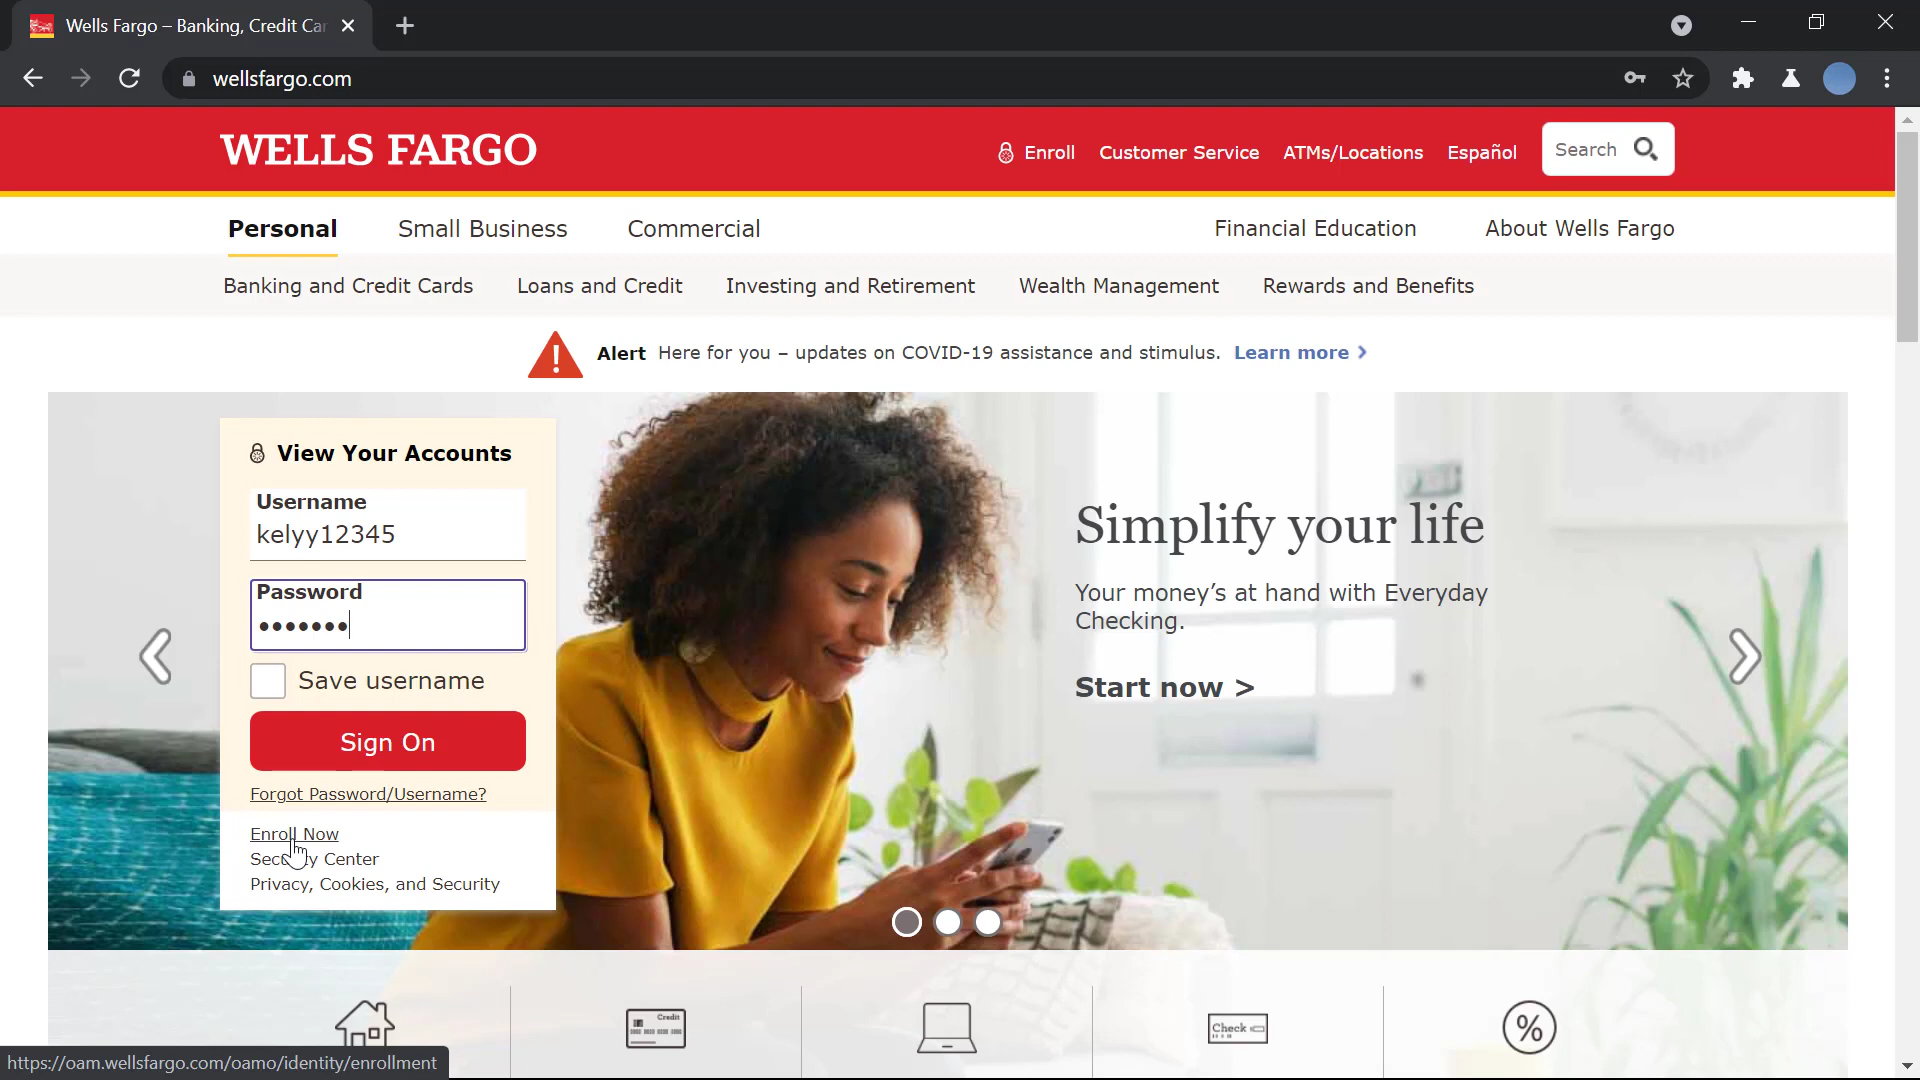 Wells Fargo – Banking, Credit Car
wellsfargo.com
WELLS FARGO
Enroll
Customer Service
ATMs/Locations
Español
Search
Personal
Small Business
Commercial
Financial Education
About Wells Fargo
Banking and Credit Cards
Loans and Credit
Investing and Retirement
Wealth Management
Rewards and Benefits
Alert Here for you – updates on COVID-19 assistance and stimulus. Learn more
View Your Accounts
Username
kelyy12345
Password
•••••••
Save username
Sign On
Forgot Password/Username?
Enroll Now
Security Center
Privacy, Cookies, and Security
Simplify your life
Your money’s at hand with Everyday
Checking.
Start now >
Credit
Check
%
https://oam.wellsfargo.com/oamo/identity/enrollment